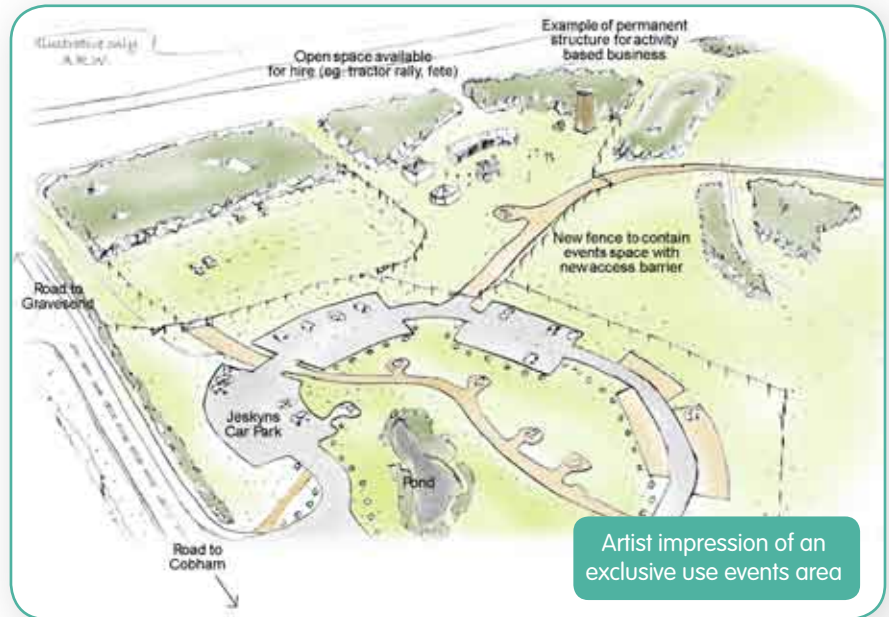 Illustrative only
A.R.W.
Open space available
for hire (eg. tractor rally, fete)
Example of permanent
structure for activity
based business
New fence to contain
events space with
new access barrier
Road to
Gravesend
Jeskyns
Car Park
Pond
Road to
Cobham
Artist impression of an
exclusive use events area